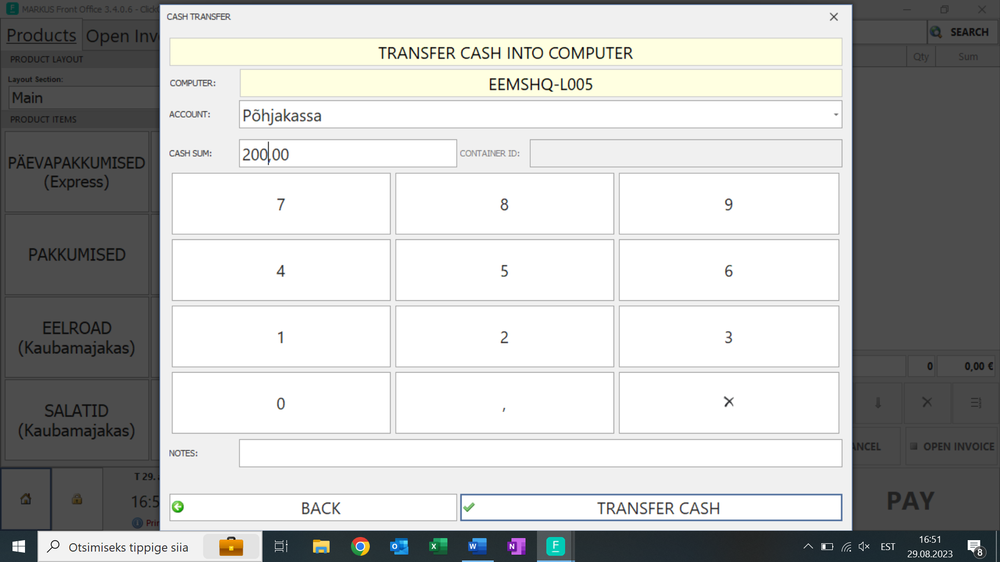 MARKUS Front Office 3.4.0.6 - Click
CASH TRANSFER
Products
Open Inv
SEARCH
TRANSFER CASH INTO COMPUTER
PRODUCT LAYOUT
Qty
Sum
Layout Section:
COMPUTER:
EEMSHQ-L005
Main
ACCOUNT:
Põhjakassa
PRODUCT ITEMS
CASH SUM:
200,00
CONTAINER ID:
PÄEVAPAKKUMISED
(Express)
7
8
9
PAKKUMISED
4
5
6
EELROAD
(Kaubamajakas)
1
2
3
0
0,00 €
SALATID
(Kaubamajakas)
0
,
NOTES:
ANCEL
OPEN INVOICE
T 29.
16:5
Prin
BACK
TRANSFER CASH
PAY
Otsimiseks tippige siia
EST
16:51
29.08.2023
8